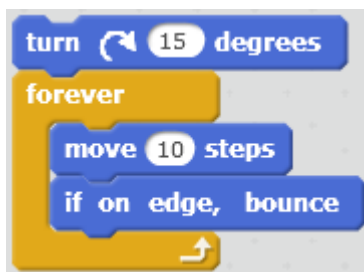 turn 15 degrees
forever
move 10 steps
if on edge, bounce